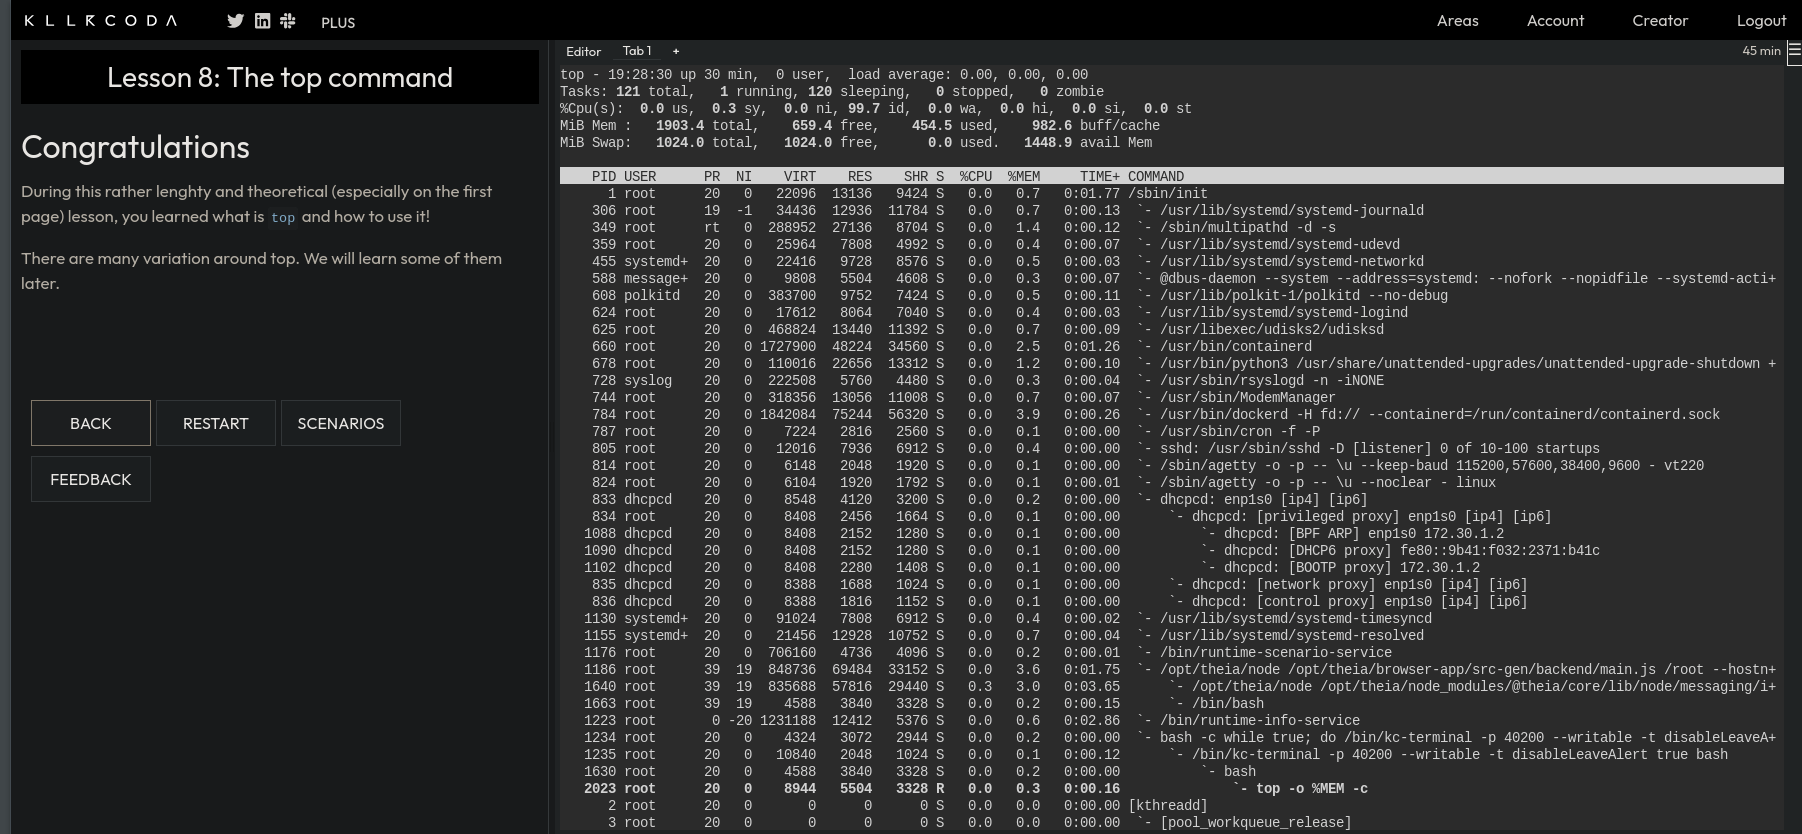 KLLRCODA PLUS Areas Account Creator Logout
Lesson 8: The top command
Congratulations
During this rather lenghty and theoretical (especially on the first
page) lesson, you learned what is top and how to use it!
There are many variation around top. We will learn some of them
later.
BACK RESTART SCENARIOS
FEEDBACK
Editor Tab 1 + 45 min
top - 19:28:30 up 30 min,  0 user,  load average: 0.00, 0.00, 0.00
Tasks: 121 total,   1 running, 120 sleeping,   0 stopped,   0 zombie
%Cpu(s):  0.0 us,  0.3 sy,  0.0 ni, 99.7 id,  0.0 wa,  0.0 hi,  0.0 si,  0.0 st
MiB Mem :   1903.4 total,    659.4 free,    454.5 used,    982.6 buff/cache
MiB Swap:   1024.0 total,   1024.0 free,      0.0 used.   1448.9 avail Mem
PID USER      PR  NI    VIRT    RES    SHR S  %CPU  %MEM     TIME+ COMMAND
1 root      20   0   22096  13136   9424 S   0.0   0.7   0:01.77 /sbin/init
306 root      19  -1   34436  12936  11784 S   0.0   0.7   0:00.13  `- /usr/lib/systemd/systemd-journald
349 root      rt   0  288952  27136   8704 S   0.0   1.4   0:00.12  `- /sbin/multipathd -d -s
359 root      20   0   25964   7808   4992 S   0.0   0.4   0:00.07  `- /usr/lib/systemd/systemd-udevd
455 systemd+  20   0   22416   9728   8576 S   0.0   0.5   0:00.03  `- /usr/lib/systemd/systemd-networkd
588 message+  20   0    9808   5504   4608 S   0.0   0.3   0:00.07  `- @dbus-daemon --system --address=systemd: --nofork --nopidfile --systemd-acti+
608 polkitd   20   0  383700   9752   7424 S   0.0   0.5   0:00.11  `- /usr/lib/polkit-1/polkitd --no-debug
624 root      20   0   17612   8064   7040 S   0.0   0.4   0:00.03  `- /usr/lib/systemd/systemd-logind
625 root      20   0  468824  13440  11392 S   0.0   0.7   0:00.09  `- /usr/libexec/udisks2/udisksd
660 root      20   0 1727900  48224  34560 S   0.0   2.5   0:01.26  `- /usr/bin/containerd
678 root      20   0  110016  22656  13312 S   0.0   1.2   0:00.10  `- /usr/bin/python3 /usr/share/unattended-upgrades/unattended-upgrade-shutdown +
728 syslog    20   0  222508   5760   4480 S   0.0   0.3   0:00.04  `- /usr/sbin/rsyslogd -n -iNONE
744 root      20   0  318356  13056  11008 S   0.0   0.7   0:00.07  `- /usr/sbin/ModemManager
784 root      20   0 1842084  75244  56320 S   0.0   3.9   0:00.26  `- /usr/bin/dockerd -H fd:// --containerd=/run/containerd/containerd.sock
787 root      20   0    7224   2816   2560 S   0.0   0.1   0:00.00  `- /usr/sbin/cron -f -P
805 root      20   0   12016   7936   6912 S   0.0   0.4   0:00.00  `- sshd: /usr/sbin/sshd -D [listener] 0 of 10-100 startups
814 root      20   0    6148   2048   1920 S   0.0   0.1   0:00.00  `- /sbin/agetty -o -p -- \u --keep-baud 115200,57600,38400,9600 - vt220
824 root      20   0    6104   1920   1792 S   0.0   0.1   0:00.01  `- /sbin/agetty -o -p -- \u --noclear - linux
833 dhcpcd    20   0    8548   4120   3200 S   0.0   0.2   0:00.00  `- dhcpcd: enp1s0 [ip4] [ip6]
834 root      20   0    8408   2456   1664 S   0.0   0.1   0:00.00      `- dhcpcd: [privileged proxy] enp1s0 [ip4] [ip6]
1088 dhcpcd    20   0    8408   2152   1280 S   0.0   0.1   0:00.00          `- dhcpcd: [BPF ARP] enp1s0 172.30.1.2
1090 dhcpcd    20   0    8408   2152   1280 S   0.0   0.1   0:00.00          `- dhcpcd: [DHCP6 proxy] fe80::9b41:f032:2371:b41c
1102 dhcpcd    20   0    8408   2280   1408 S   0.0   0.1   0:00.00          `- dhcpcd: [BOOTP proxy] 172.30.1.2
835 dhcpcd    20   0    8388   1688   1024 S   0.0   0.1   0:00.00      `- dhcpcd: [network proxy] enp1s0 [ip4] [ip6]
836 dhcpcd    20   0    8388   1816   1152 S   0.0   0.1   0:00.00      `- dhcpcd: [control proxy] enp1s0 [ip4] [ip6]
1130 systemd+  20   0   91024   7808   6912 S   0.0   0.4   0:00.02  `- /usr/lib/systemd/systemd-timesyncd
1155 systemd+  20   0   21456  12928  10752 S   0.0   0.7   0:00.04  `- /usr/lib/systemd/systemd-resolved
1176 root      20   0  706160   4736   4096 S   0.0   0.2   0:00.01  `- /bin/runtime-scenario-service
1186 root      39  19  848736  69484  33152 S   0.0   3.6   0:01.75  `- /opt/theia/node /opt/theia/browser-app/src-gen/backend/main.js /root --hostn+
1640 root      39  19  835688  57816  29440 S   0.3   3.0   0:03.65      `- /opt/theia/node /opt/theia/node_modules/@theia/core/lib/node/messaging/i+
1663 root      39  19    4588   3840   3328 S   0.0   0.2   0:00.15      `- /bin/bash
1223 root       0 -20 1231188  12412   5376 S   0.0   0.6   0:02.86  `- /bin/runtime-info-service
1234 root      20   0    4324   3072   2944 S   0.0   0.2   0:00.00  `- bash -c while true; do /bin/kc-terminal -p 40200 --writable -t disableLeaveA+
1235 root      20   0   10840   2048   1024 S   0.0   0.1   0:00.12      `- /bin/kc-terminal -p 40200 --writable -t disableLeaveAlert true bash
1630 root      20   0    4588   3840   3328 S   0.0   0.2   0:00.00          `- bash
2023 root      20   0    8944   5504   3328 R   0.0   0.3   0:00.16              `- top -o %MEM -c
2 root      20   0       0      0      0 S   0.0   0.0   0:00.00 [kthreadd]
3 root      20   0       0      0      0 S   0.0   0.0   0:00.00  `- [pool_workqueue_release]